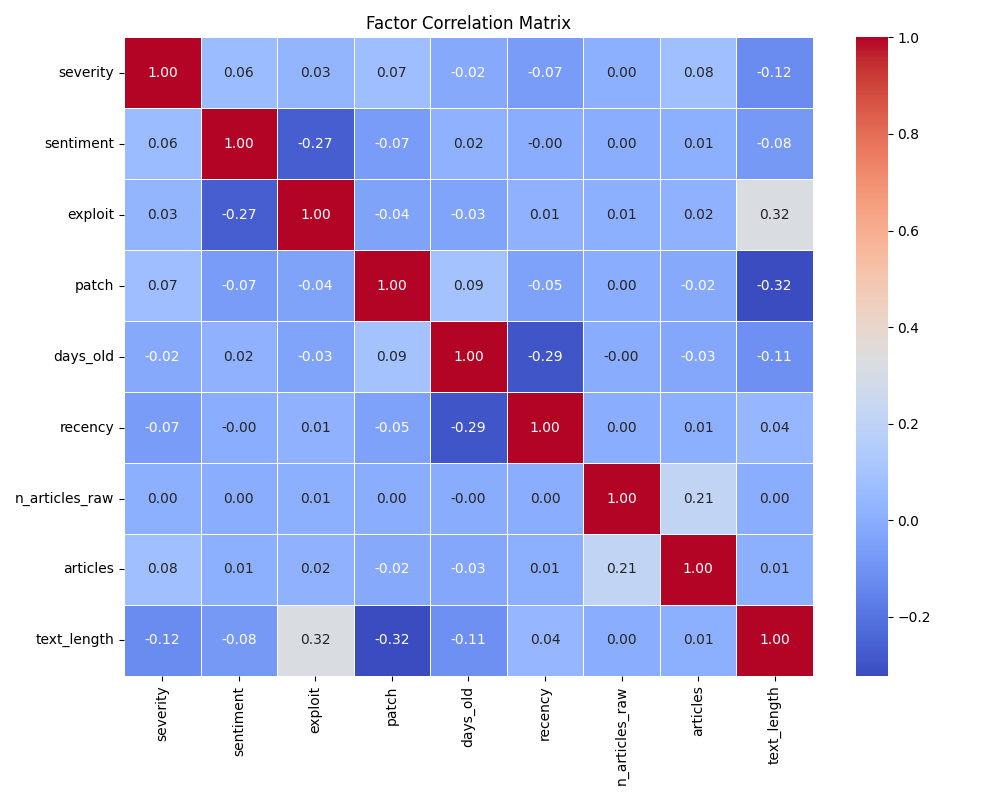 Factor Correlation Matrix
severity 1.00 0.06 0.03 0.07 -0.02 -0.07 0.00 0.08 -0.12
sentiment 0.06 1.00 -0.27 -0.07 0.02 -0.00 0.00 0.01 -0.08
exploit 0.03 -0.27 1.00 -0.04 -0.03 0.01 0.01 0.02 0.32
patch 0.07 -0.07 -0.04 1.00 0.09 -0.05 0.00 -0.02 -0.32
days_old -0.02 0.02 -0.03 0.09 1.00 -0.29 -0.00 -0.03 -0.11
recency -0.07 -0.00 0.01 -0.05 -0.29 1.00 0.00 0.01 0.04
n_articles_raw 0.00 0.00 0.01 0.00 -0.00 0.00 1.00 0.21 0.00
articles 0.08 0.01 0.02 -0.02 -0.03 0.01 0.21 1.00 0.01
text_length -0.12 -0.08 0.32 -0.32 -0.11 0.04 0.00 0.01 1.00
severity sentiment exploit patch days_old recency n_articles_raw articles text_length
1.0
0.8
0.6
0.4
0.2
0.0
−0.2